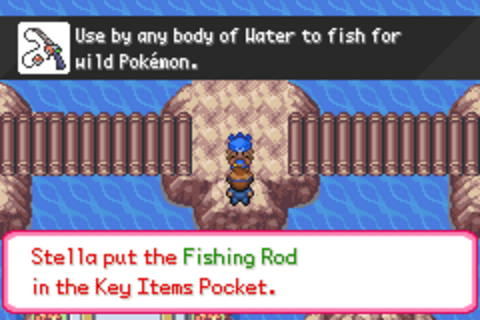 Use by any body of Water to fish for
wild Pokémon.
Stella put the Fishing Rod
in the Key Items Pocket.